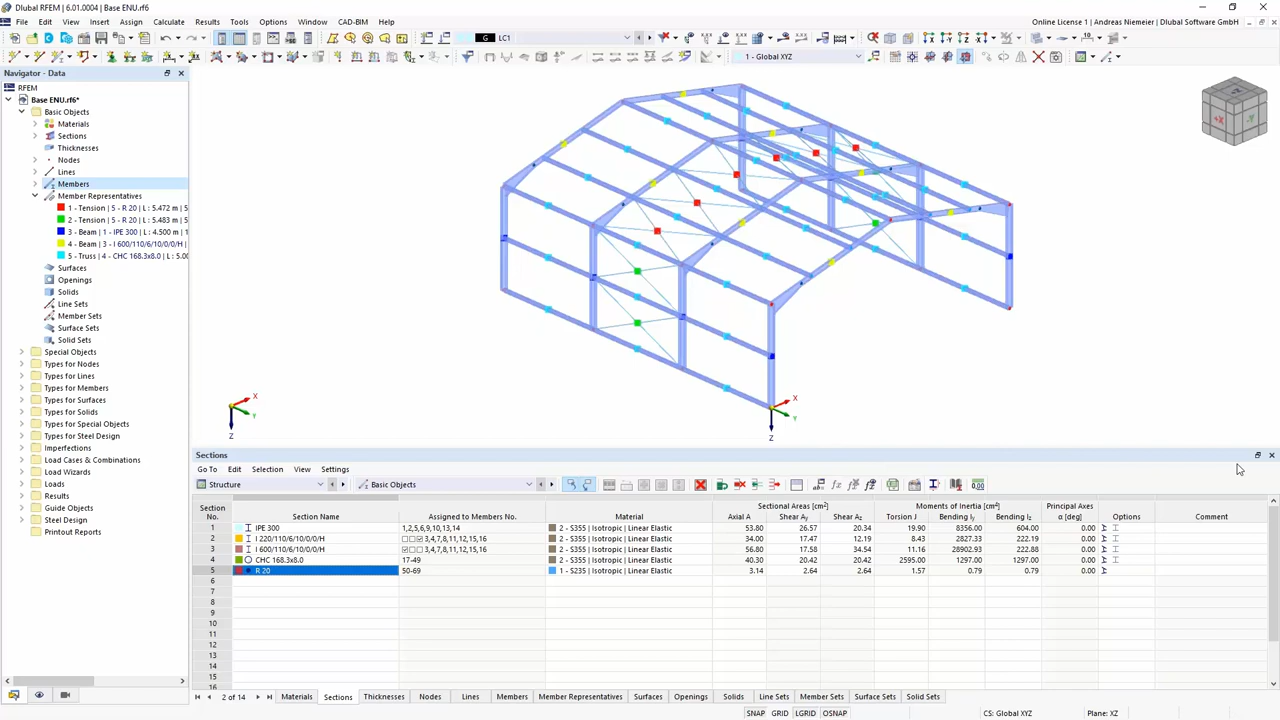 Dlubal RFEM | 6.01.0004 | Base ENU.rf6
File Edit View Insert Assign Calculate Results Tools Options Window CAD-BIM Help
Online License 1 | Andreas Niemeier | Dlubal Software GmbH
G LC1
1 - Global XYZ
Navigator - Data
RFEM
Base ENU.rf6*
Basic Objects
Materials
Sections
Thicknesses
Nodes
Lines
Members
Member Representatives
1 - Tension | 5 - R 20 | L : 5.472 m | 5
2 - Tension | 5 - R 20 | L : 5.483 m | 5
3 - Beam | 1 - IPE 300 | L : 4.500 m |
4 - Beam | 3 - I 600/110/6/10/0/0/H |
5 - Truss | 4 - CHC 168.3x8.0 | L : 5.00
Surfaces
Openings
Solids
Line Sets
Member Sets
Surface Sets
Solid Sets
Special Objects
Types for Nodes
Types for Lines
Types for Members
Types for Surfaces
Types for Solids
Types for Special Objects
Types for Steel Design
Imperfections
Load Cases & Combinations
Load Wizards
Loads
Results
Guide Objects
Steel Design
Printout Reports
+X -Y
X
Y
Z
X
Y
Z
Sections
Go To Edit Selection View Settings
Structure Basic Objects
Section No. Section Name Assigned to Members No. Material Sectional Areas [cm²] Axial A Shear Ay Shear Az Moments of Inertia [cm⁴] Torsion J Bending Iy Bending Iz Principal Axes α [deg] Options Comment
1 IPE 300 1,2,5,6,9,10,13,14 2 - S355 | Isotropic | Linear Elastic 53.80 26.57 20.34 19.90 8356.00 604.00 0.00
2 I 220/110/6/10/0/0/H 3,4,7,8,11,12,15,16 2 - S355 | Isotropic | Linear Elastic 34.00 17.47 12.19 8.43 2827.33 222.19 0.00
3 I 600/110/6/10/0/0/H 3,4,7,8,11,12,15,16 2 - S355 | Isotropic | Linear Elastic 56.80 17.58 34.54 11.16 28902.93 222.88 0.00
4 CHC 168.3x8.0 17-49 2 - S355 | Isotropic | Linear Elastic 40.30 20.42 20.42 2595.00 1297.00 1297.00 0.00
5 R 20 50-69 1 - S235 | Isotropic | Linear Elastic 3.14 2.64 2.64 1.57 0.79 0.79 0.00
6
7
8
9
10
11
12
13
14
15
16
2 of 14 Materials Sections Thicknesses Nodes Lines Members Member Representatives Surfaces Openings Solids Line Sets Member Sets Surface Sets Solid Sets
SNAP GRID LGRID OSNAP CS: Global XYZ Plane: XZ